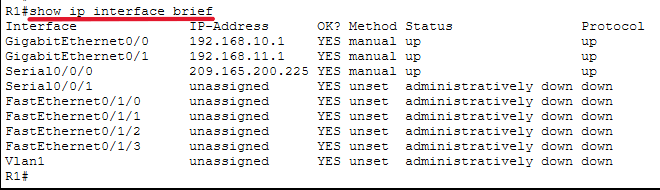 R1#show ip interface brief
Interface IP-Address OK? Method Status Protocol
GigabitEthernet0/0 192.168.10.1 YES manual up up
GigabitEthernet0/1 192.168.11.1 YES manual up up
Serial0/0/0 209.165.200.225 YES manual up up
Serial0/0/1 unassigned YES unset administratively down down
FastEthernet0/1/0 unassigned YES unset administratively down down
FastEthernet0/1/1 unassigned YES unset administratively down down
FastEthernet0/1/2 unassigned YES unset administratively down down
FastEthernet0/1/3 unassigned YES unset administratively down down
Vlan1 unassigned YES unset administratively down down
R1#